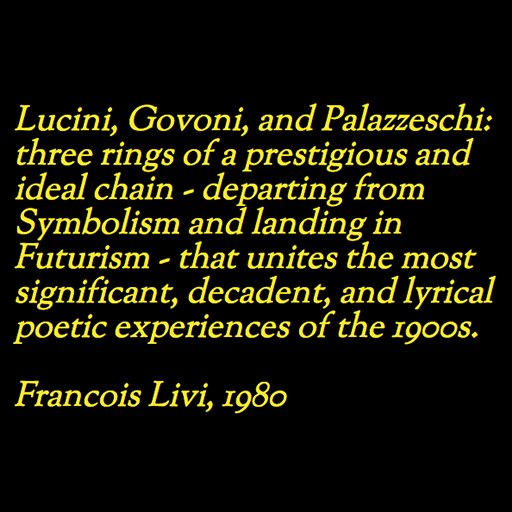 Lucini, Govoni, and Palazzeschi:
three rings of a prestigious and
ideal chain - departing from
Symbolism and landing in
Futurism - that unites the most
significant, decadent, and lyrical
poetic experiences of the 1900s.
Francois Livi, 1980